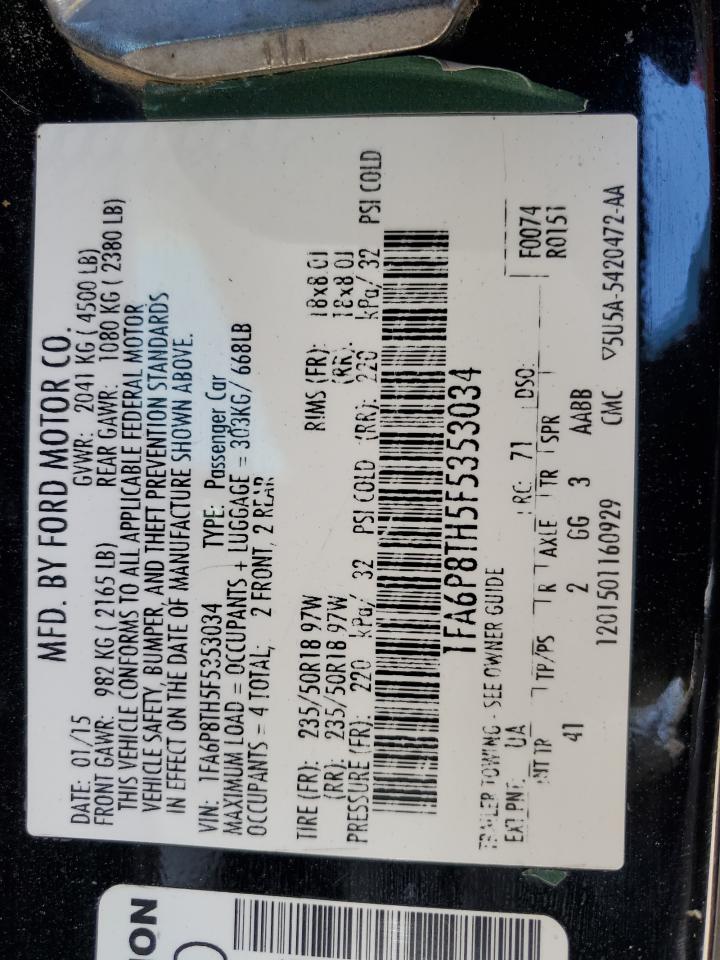 MFD. BY FORD MOTOR CO.
DATE: 01/15 GVWR: 2041 KG ( 4500 LB)
FRONT GAWR: 982 KG ( 2165 LB) REAR GAWR: 1080 KG ( 2380 LB)
THIS VEHICLE CONFORMS TO ALL APPLICABLE FEDERAL MOTOR
VEHICLE SAFETY, BUMPER, AND THEFT PREVENTION STANDARDS
IN EFFECT ON THE DATE OF MANUFACTURE SHOWN ABOVE.
VIN: 1FA6P8TH5F5353034 TYPE: Passenger Car
MAXIMUM LOAD = OCCUPANTS + LUGGAGE = 303KG/ 668LB
OCCUPANTS = 4 TOTAL; 2 FRONT, 2 REAR
TIRE (FR): 235/50R18 97W RIMS (FR): 18x8.0J
(RR): 235/50R18 97W (RR): 18x8.0J
PRESSURE (FR): 220 kPa/ 32 PSI COLD (RR): 220 kPa/ 32 PSI COLD
1FA6P8TH5F5353034
TRAILER TOWING - SEE OWNER GUIDE
EXT PNT: UA RC: 71 DSO: F0074
R0151
INT TR TP/PS R AXLE TR SPR
41 2 GG 3 AABB
1201501160929 CMC ▽5U5A-5420472-AA
ION